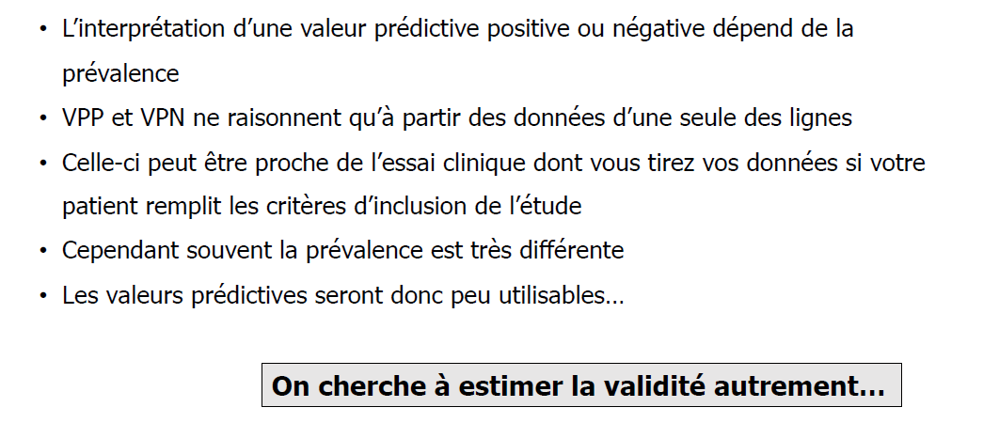 • L’interprétation d’une valeur prédictive positive ou négative dépend de la
prévalence
• VPP et VPN ne raisonnent qu’à partir des données d’une seule des lignes
• Celle-ci peut être proche de l’essai clinique dont vous tirez vos données si votre
patient remplit les critères d’inclusion de l’étude
• Cependant souvent la prévalence est très différente
• Les valeurs prédictives seront donc peu utilisables…
On cherche à estimer la validité autrement…